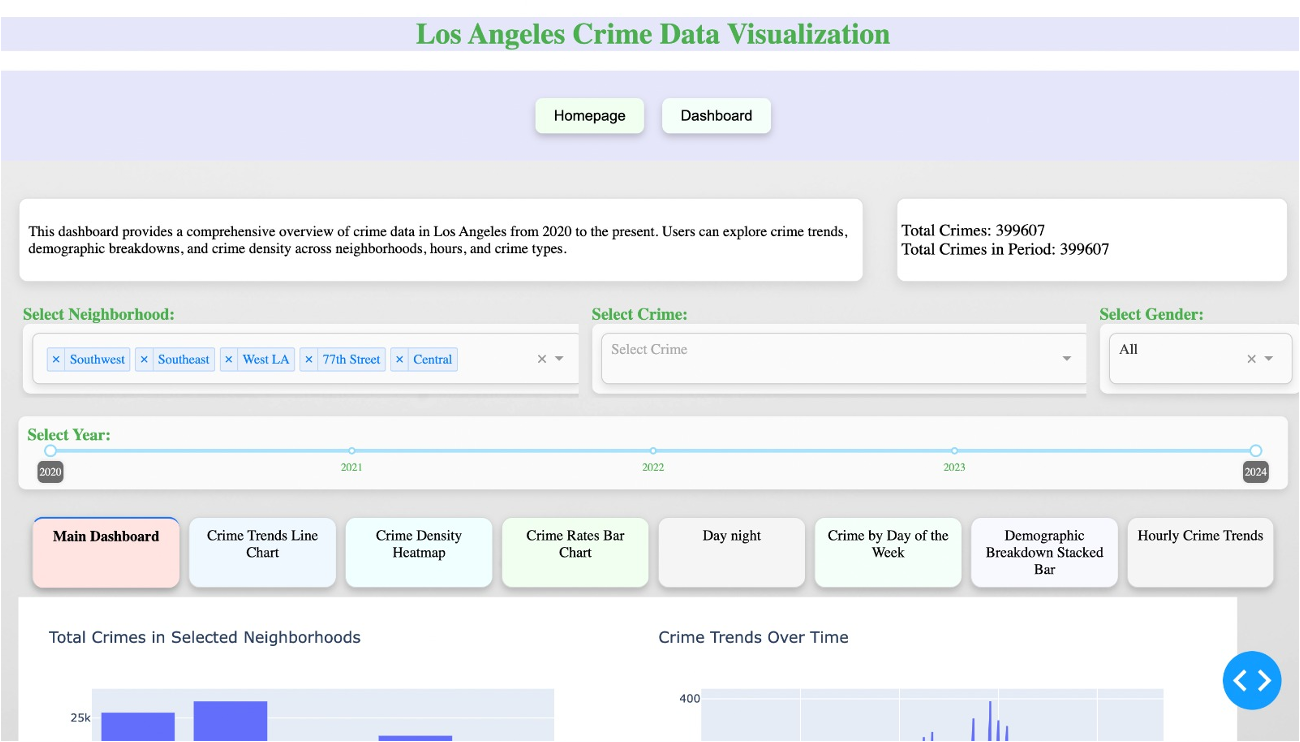 Los Angeles Crime Data Visualization
Homepage
Dashboard
This dashboard provides a comprehensive overview of crime data in Los Angeles from 2020 to the present. Users can explore crime trends,
demographic breakdowns, and crime density across neighborhoods, hours, and crime types.
Total Crimes: 399607
Total Crimes in Period: 399607
Select Neighborhood:
× Southwest × Southeast × West LA × 77th Street × Central
Select Crime:
Select Crime
Select Gender:
All
Select Year:
2020 2021 2022 2023 2024
Main Dashboard
Crime Trends Line
Chart
Crime Density
Heatmap
Crime Rates Bar
Chart
Day night
Crime by Day of the
Week
Demographic
Breakdown Stacked
Bar
Hourly Crime Trends
Total Crimes in Selected Neighborhoods
25k
Crime Trends Over Time
400